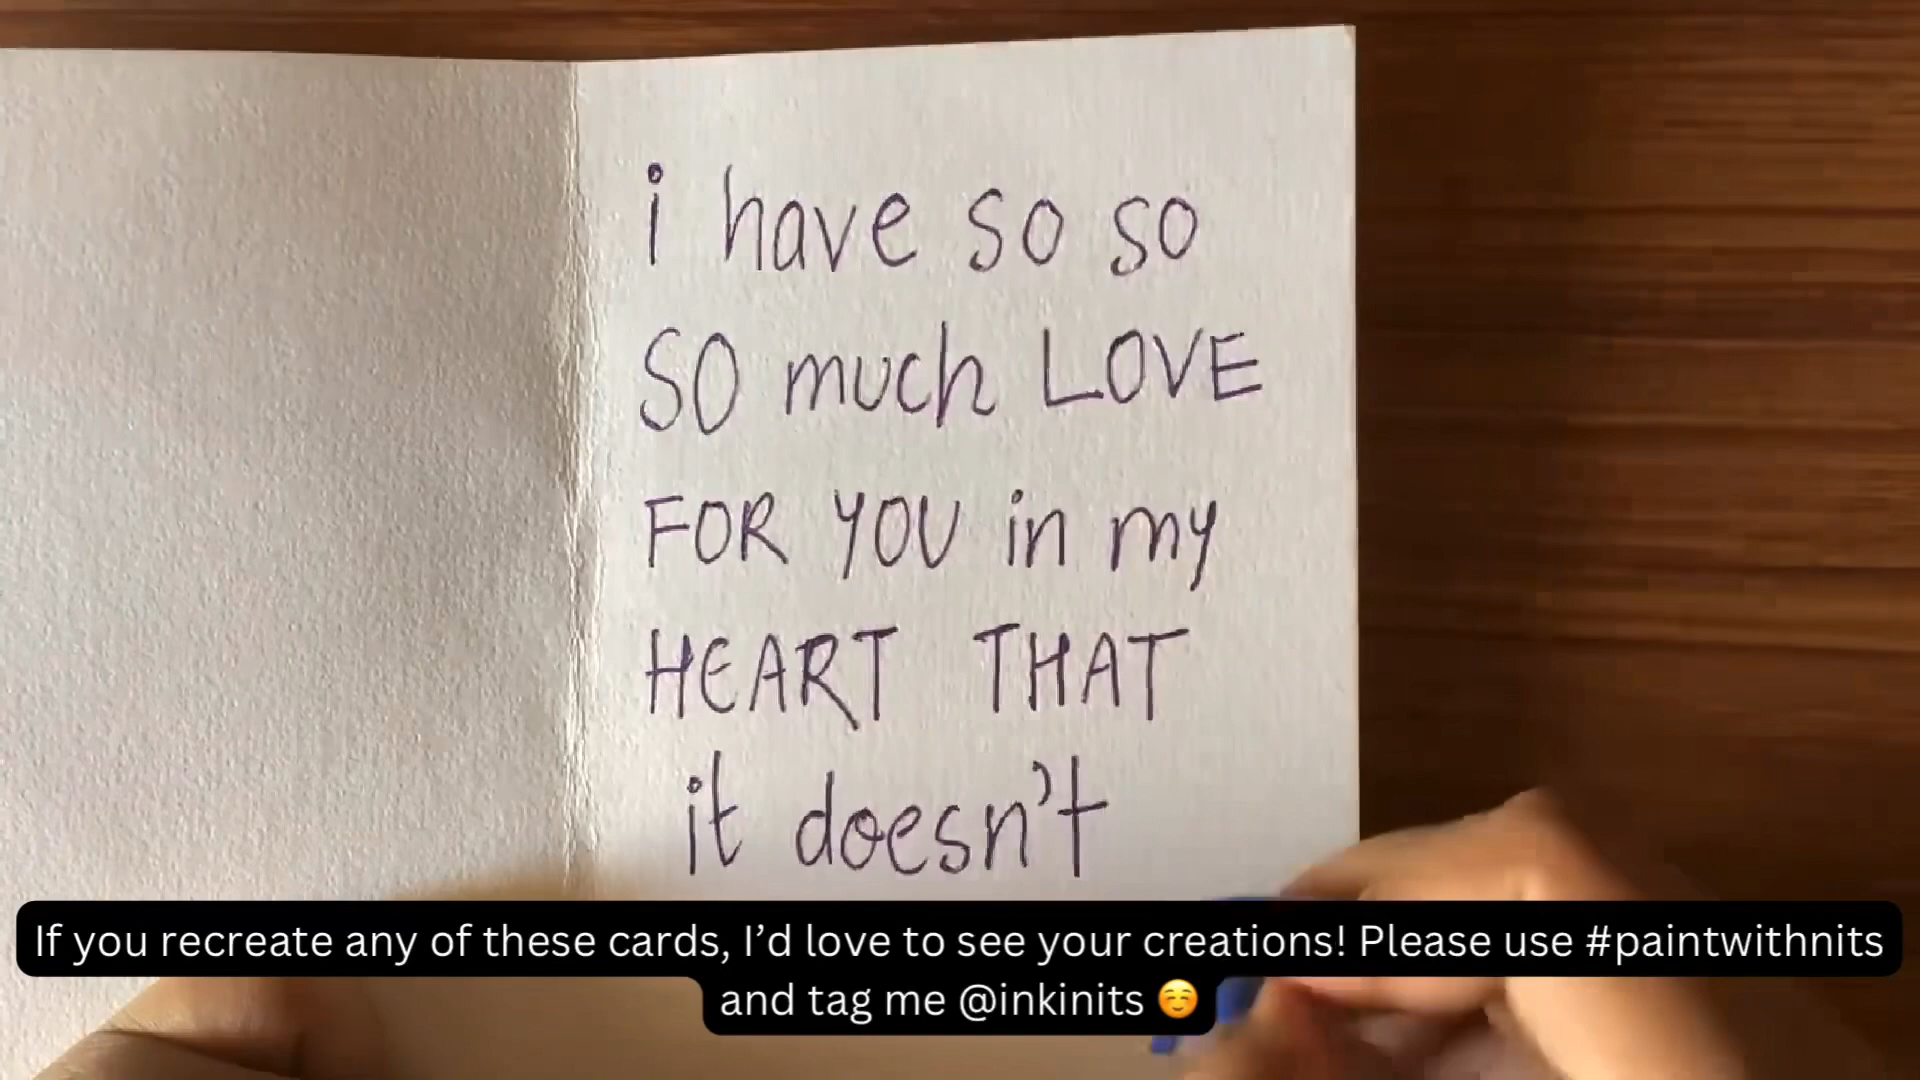 i have so so
SO much LOVE
FOR YOU in my
HEART THAT
it doesn't
If you recreate any of these cards, I’d love to see your creations! Please use #paintwithnits
and tag me @inkinits ☺️